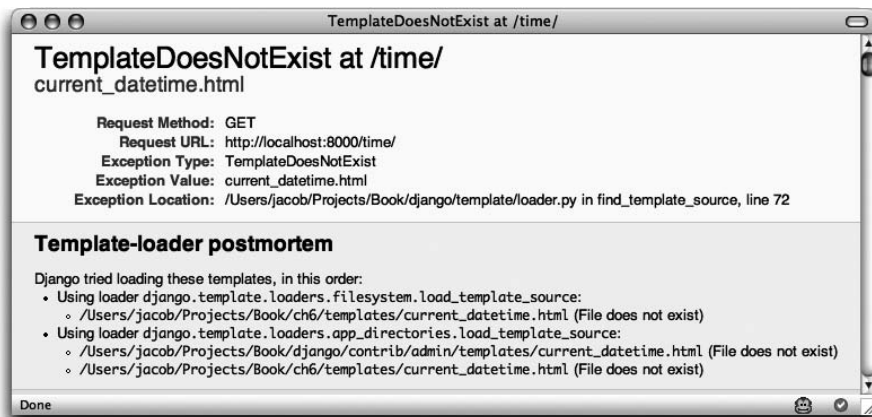 TemplateDoesNotExist at /time/
TemplateDoesNotExist at /time/
current_datetime.html
Request Method: GET
Request URL: http://localhost:8000/time/
Exception Type: TemplateDoesNotExist
Exception Value: current_datetime.html
Exception Location: /Users/jacob/Projects/Book/django/template/loader.py in find_template_source, line 72
Template-loader postmortem
Django tried loading these templates, in this order:
• Using loader django.template.loaders.filesystem.load_template_source:
◦ /Users/jacob/Projects/Book/ch6/templates/current_datetime.html (File does not exist)
• Using loader django.template.loaders.app_directories.load_template_source:
◦ /Users/jacob/Projects/Book/django/contrib/admin/templates/current_datetime.html (File does not exist)
◦ /Users/jacob/Projects/Book/ch6/templates/current_datetime.html (File does not exist)
Done